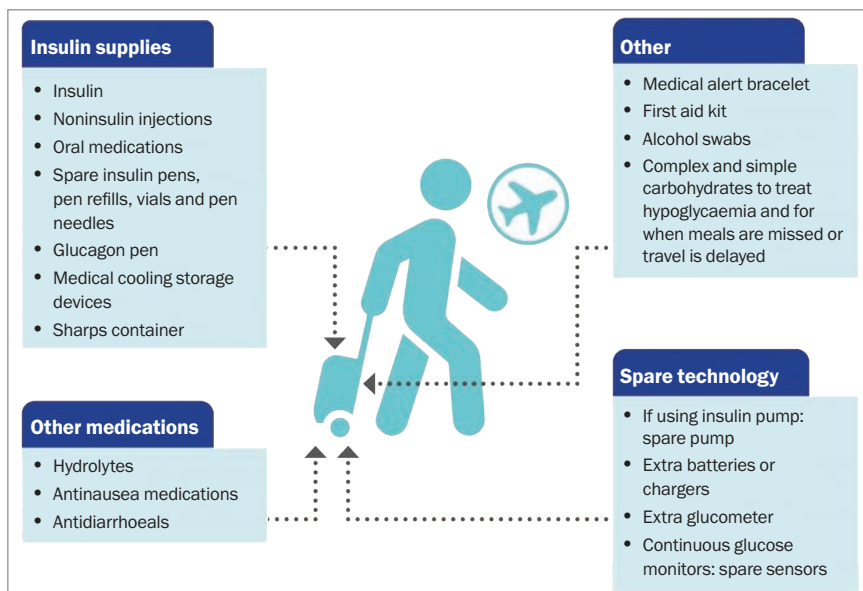 Insulin supplies
• Insulin
• Noninsulin injections
• Oral medications
• Spare insulin pens,
pen refills, vials and pen
needles
• Glucagon pen
• Medical cooling storage
devices
• Sharps container
Other medications
• Hydrolytes
• Antinausea medications
• Antidiarrhoeals
Other
• Medical alert bracelet
• First aid kit
• Alcohol swabs
• Complex and simple
carbohydrates to treat
hypoglycaemia and for
when meals are missed or
travel is delayed
Spare technology
• If using insulin pump:
spare pump
• Extra batteries or
chargers
• Extra glucometer
• Continuous glucose
monitors: spare sensors